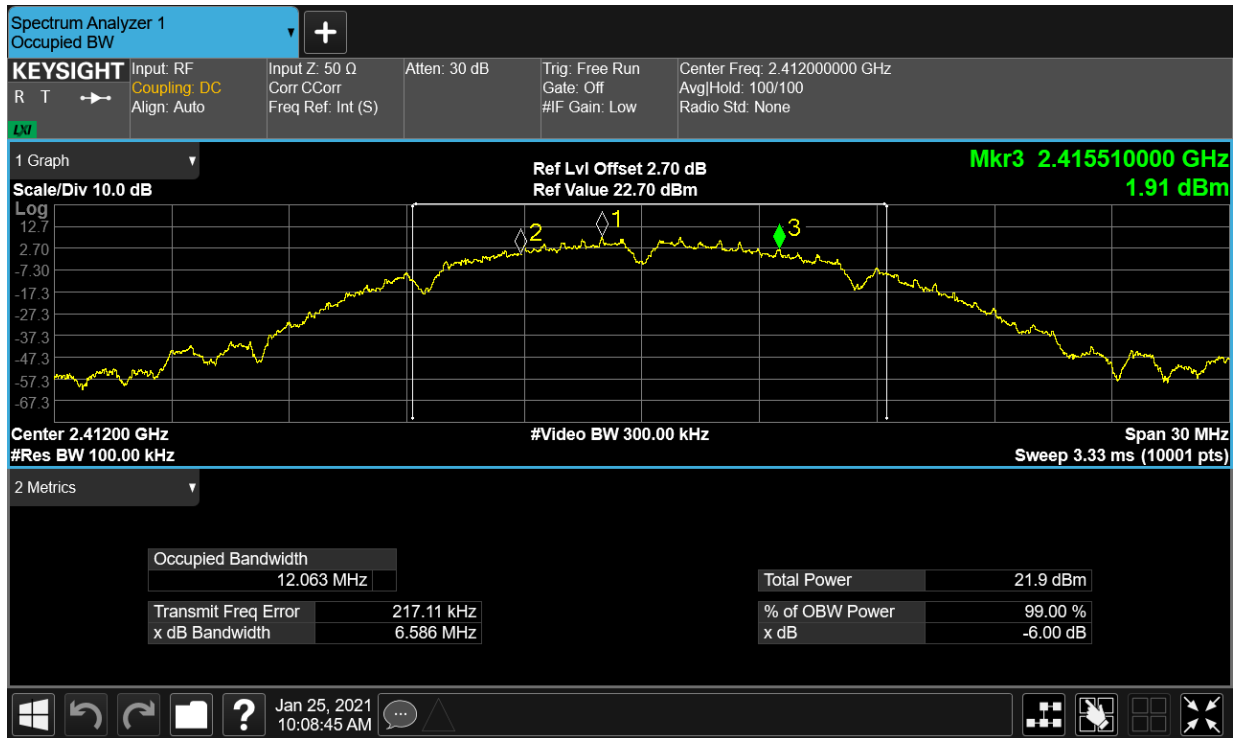 Spectrum Analyzer 1
Occupied BW
KEYSIGHT
R T
LXI
Input: RF
Coupling: DC
Align: Auto
Input Z: 50 Ω
Corr CCorr
Freq Ref: Int (S)
Atten: 30 dB
Trig: Free Run
Gate: Off
#IF Gain: Low
Center Freq: 2.412000000 GHz
Avg|Hold: 100/100
Radio Std: None
1 Graph
Scale/Div 10.0 dB
Ref Lvl Offset 2.70 dB
Ref Value 22.70 dBm
Mkr3 2.415510000 GHz
1.91 dBm
Log
12.7
2.70
-7.30
-17.3
-27.3
-37.3
-47.3
-57.3
-67.3
2
1
3
Center 2.41200 GHz
#Res BW 100.00 kHz
#Video BW 300.00 kHz
Span 30 MHz
Sweep 3.33 ms (10001 pts)
2 Metrics
Occupied Bandwidth
12.063 MHz
Transmit Freq Error 217.11 kHz
x dB Bandwidth 6.586 MHz
Total Power 21.9 dBm
% of OBW Power 99.00 %
x dB -6.00 dB
?
Jan 25, 2021
10:08:45 AM